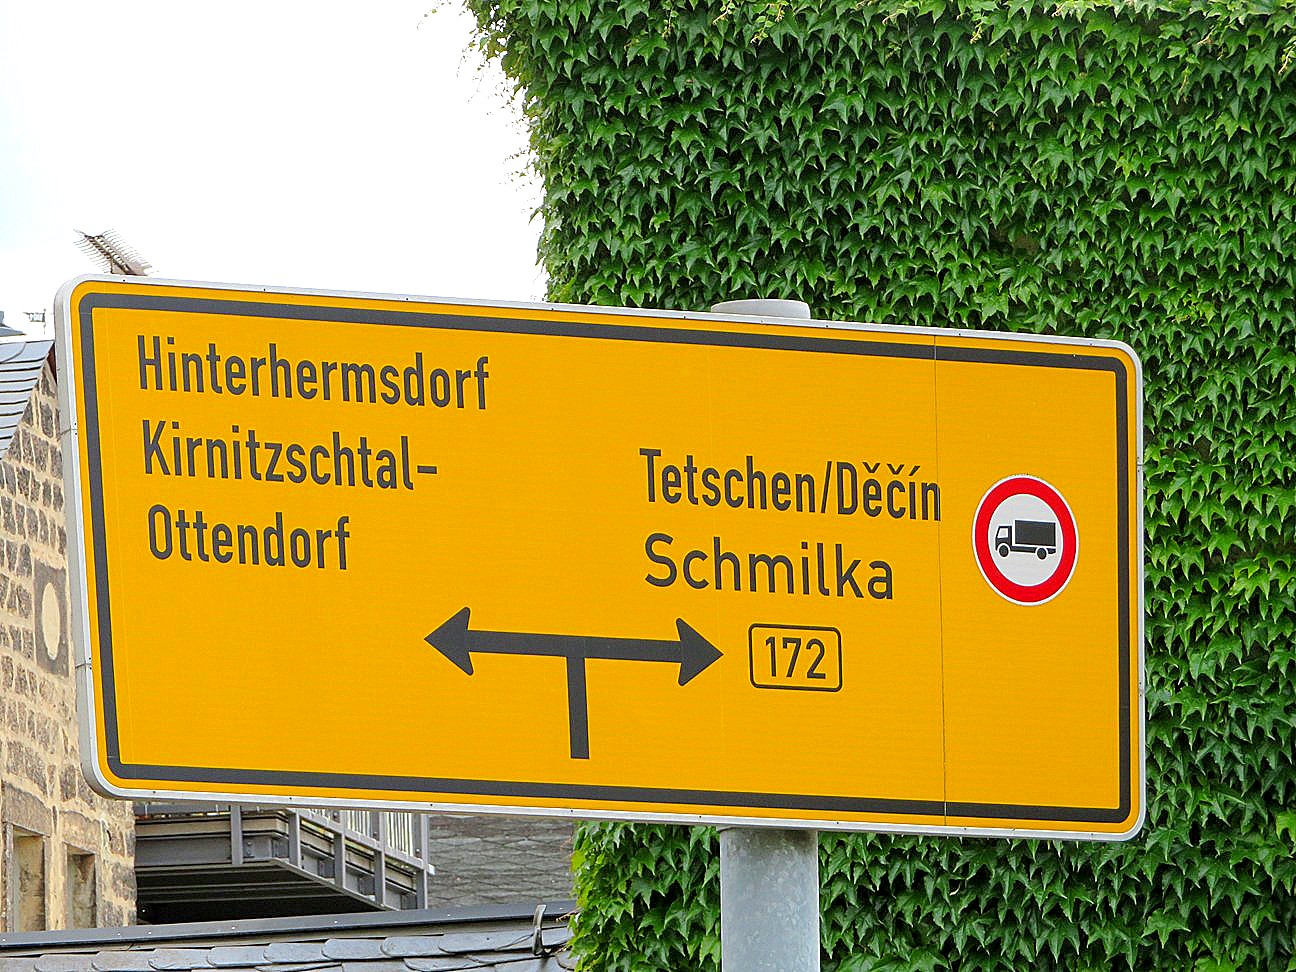 Hinterhermsdorf
Kirnitzschtal-
Ottendorf
Tetschen/Děčín
Schmilka
172